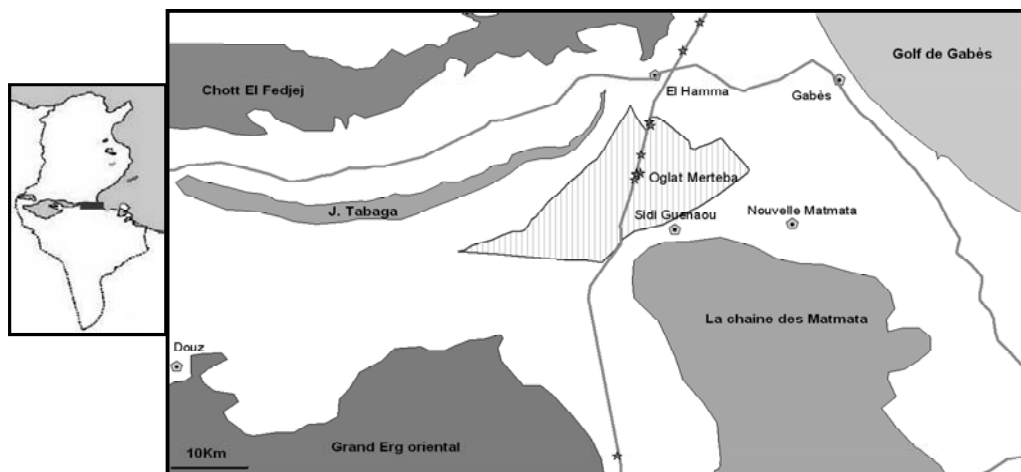 Golf de Gabès
Chott El Fedjej
El Hamma
Gabès
Oglat Merteba
J. Tabaga
Sidi Guenaou
Nouvelle Matmata
La chaine des Matmata
Douz
Grand Erg oriental
10Km